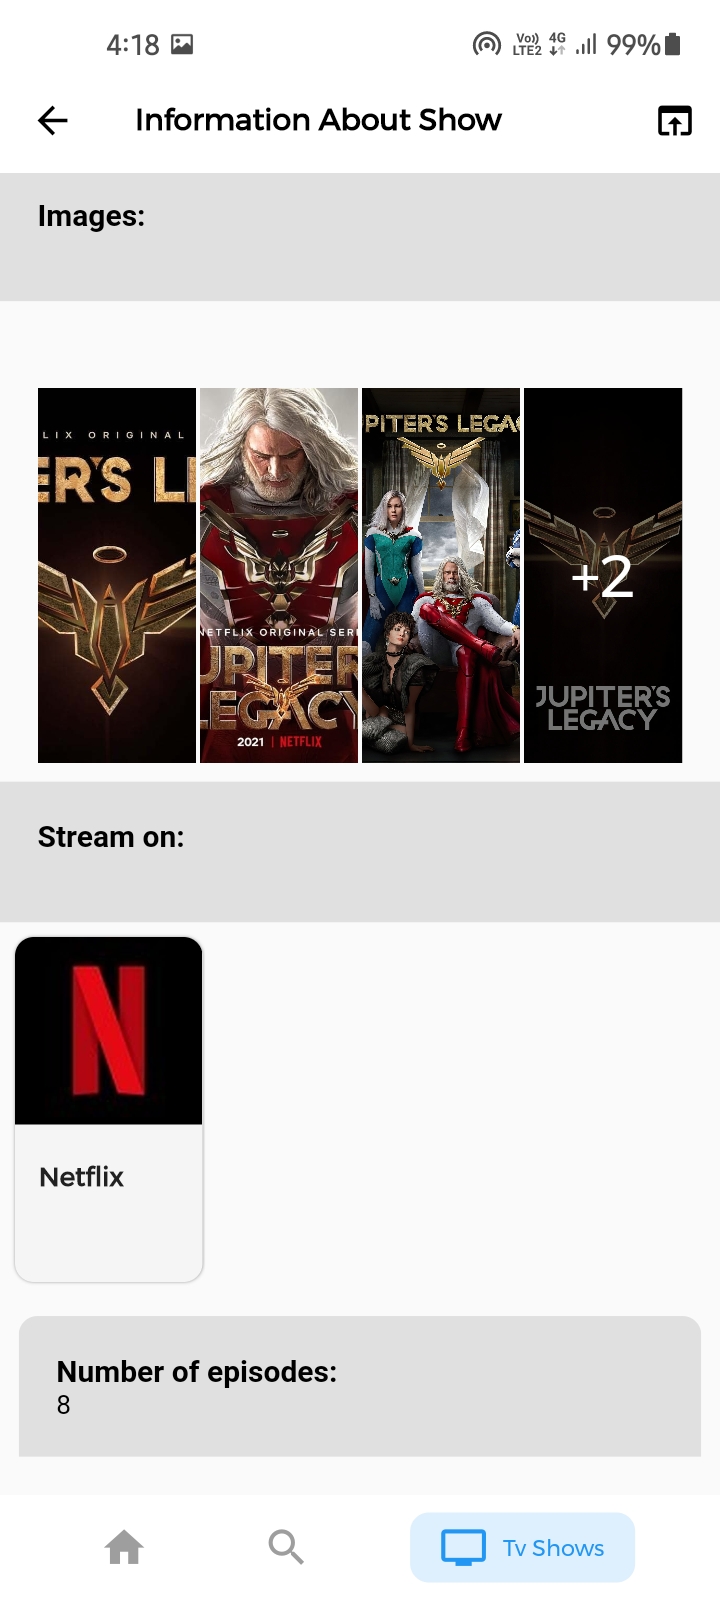 4:18
Vo)) 4G
LTE2
99%
Information About Show
Images:
LIX ORIGINAL
ER'S LE
NETFLIX ORIGINAL SERI
JUPITER
LEGACY
2021 | NETFLIX
PITER'S LEGA
+2
JUPITER'S
LEGACY
Stream on:
N
Netflix
Number of episodes:
8
Tv Shows